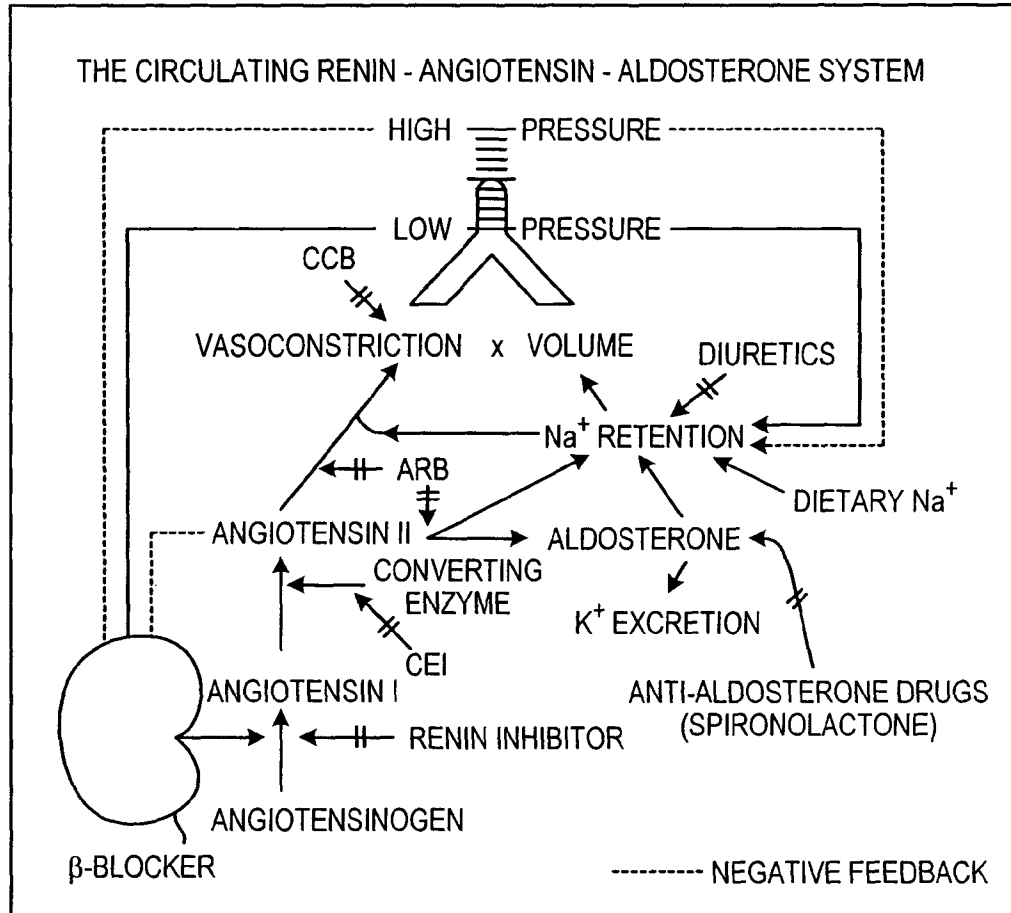 THE CIRCULATING RENIN - ANGIOTENSIN - ALDOSTERONE SYSTEM
HIGH PRESSURE
LOW PRESSURE
CCB
VASOCONSTRICTION x VOLUME
DIURETICS
Na⁺ RETENTION
ARB
DIETARY Na⁺
ANGIOTENSIN II
ALDOSTERONE
CONVERTING
ENZYME
K⁺ EXCRETION
CEI
ANGIOTENSIN I
ANTI-ALDOSTERONE DRUGS
(SPIRONOLACTONE)
RENIN INHIBITOR
ANGIOTENSINOGEN
β-BLOCKER
NEGATIVE FEEDBACK